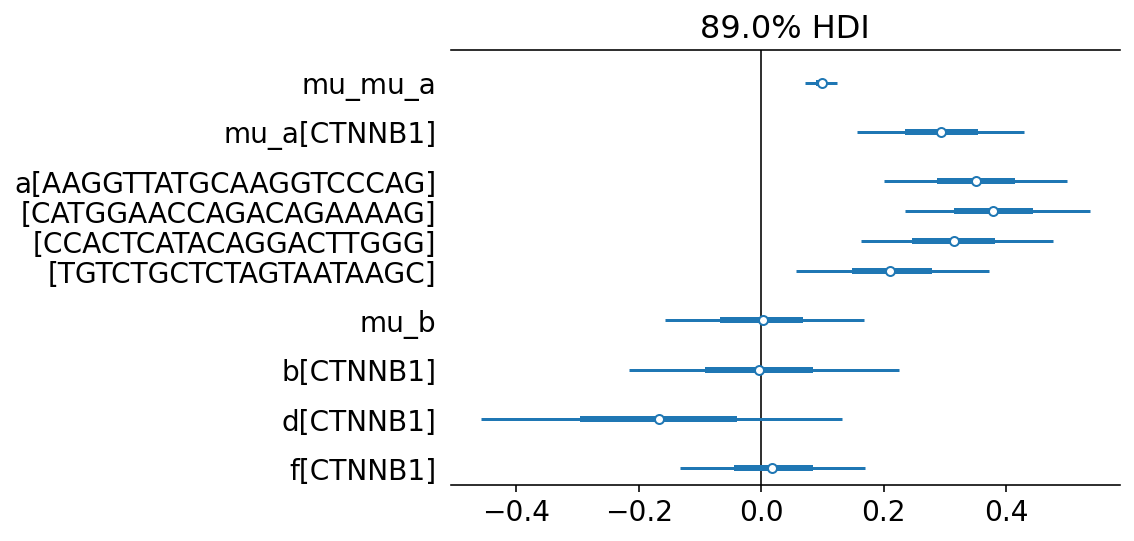 89.0% HDI
mu_mu_a
mu_a[CTNNB1]
a[AAGGTTATGCAAGGTCCCAG]
[CATGGAACCAGACAGAAAAG]
[CCACTCATACAGGACTTGGG]
[TGTCTGCTCTAGTAATAAGC]
mu_b
b[CTNNB1]
d[CTNNB1]
f[CTNNB1]
−0.4 −0.2 0.0 0.2 0.4